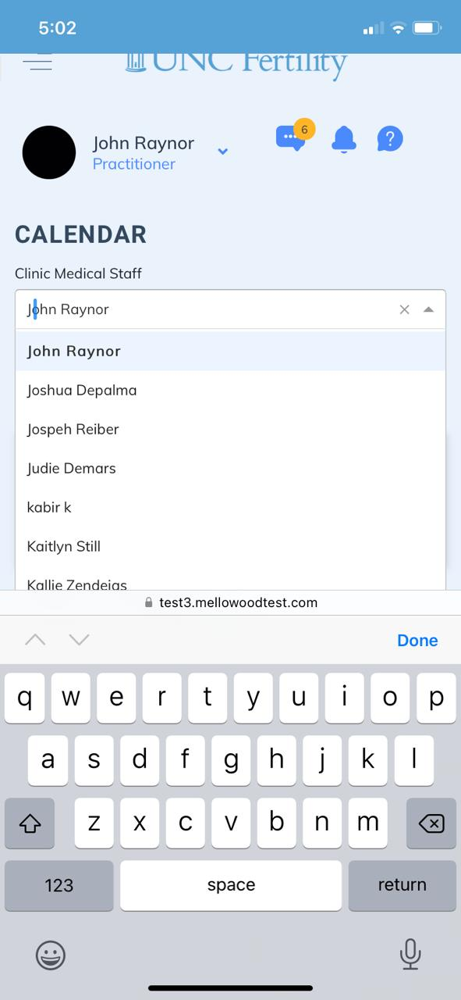 5:02
UNC Fertility
6
John Raynor
Practitioner
CALENDAR
Clinic Medical Staff
John Raynor
John Raynor
Joshua Depalma
Jospeh Reiber
Judie Demars
kabir k
Kaitlyn Still
Kallie Zendejas
test3.mellowoodtest.com
Done
q w e r t y u i o p
a s d f g h j k l
z x c v b n m
123 space return